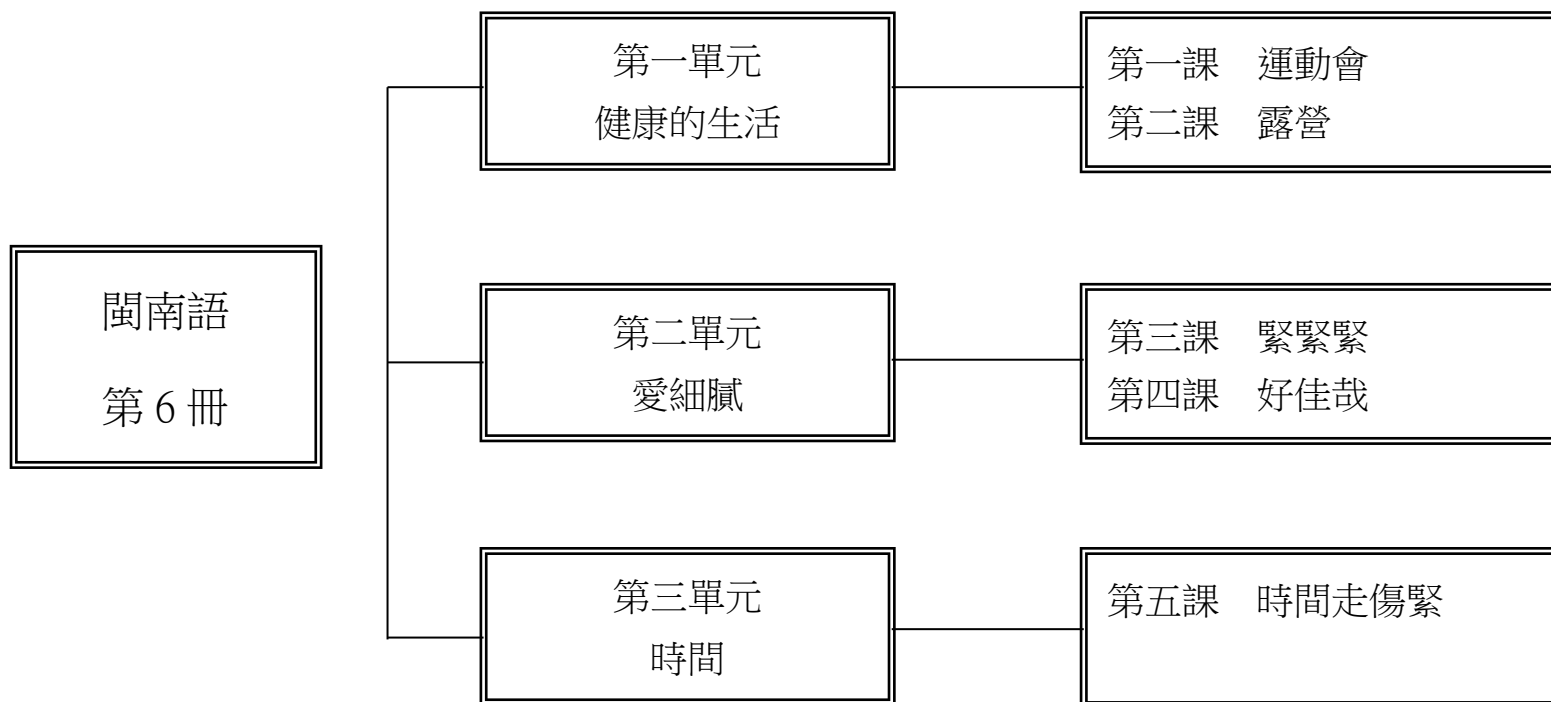 閩南語
第 6 冊
第一單元
健康的生活
第一課　運動會
第二課　露營
第二單元
愛細膩
第三課　緊緊緊
第四課　好佳哉
第三單元
時間
第五課　時間走傷緊